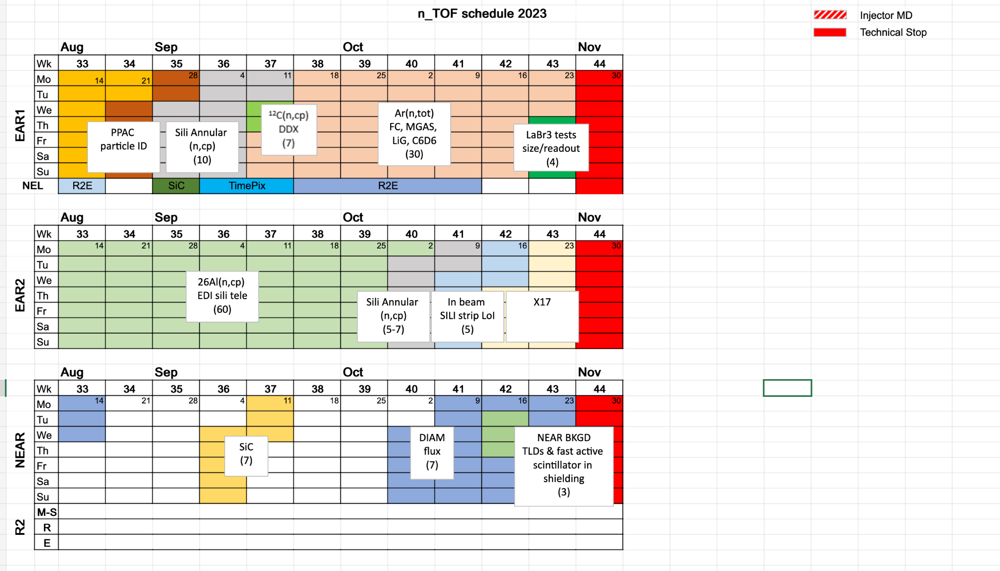 n_TOF schedule 2023
Injector MD
Technical Stop
Aug Sep Oct Nov
Wk 33 34 35 36 37 38 39 40 41 42 43 44
Mo 14 21 28 4 11 18 25 2 9 16 23 30
Tu
We
Th
Fr
Sa
Su
EAR1
PPAC
particle ID
Sili Annular
(n,cp)
(10)
¹²C(n,cp)
DDX
(7)
Ar(n,tot)
FC, MGAS,
LiG, C6D6
(30)
LaBr3 tests
size/readout
(4)
NEL R2E SiC TimePix R2E
Aug Sep Oct Nov
Wk 33 34 35 36 37 38 39 40 41 42 43 44
Mo 14 21 28 4 11 18 25 2 9 16 23 30
Tu
We
Th
Fr
Sa
Su
EAR2
26Al(n,cp)
EDI sili tele
(60)
Sili Annular
(n,cp)
(5-7)
In beam
SILI strip LoI
(5)
X17
Aug Sep Oct Nov
Wk 33 34 35 36 37 38 39 40 41 42 43 44
Mo 14 21 28 4 11 18 25 2 9 16 23 30
Tu
We
Th
Fr
Sa
Su
NEAR
SiC
(7)
DIAM
flux
(7)
NEAR BKGD
TLDs & fast active
scintillator in
shielding
(3)
R2
M-S
R
E